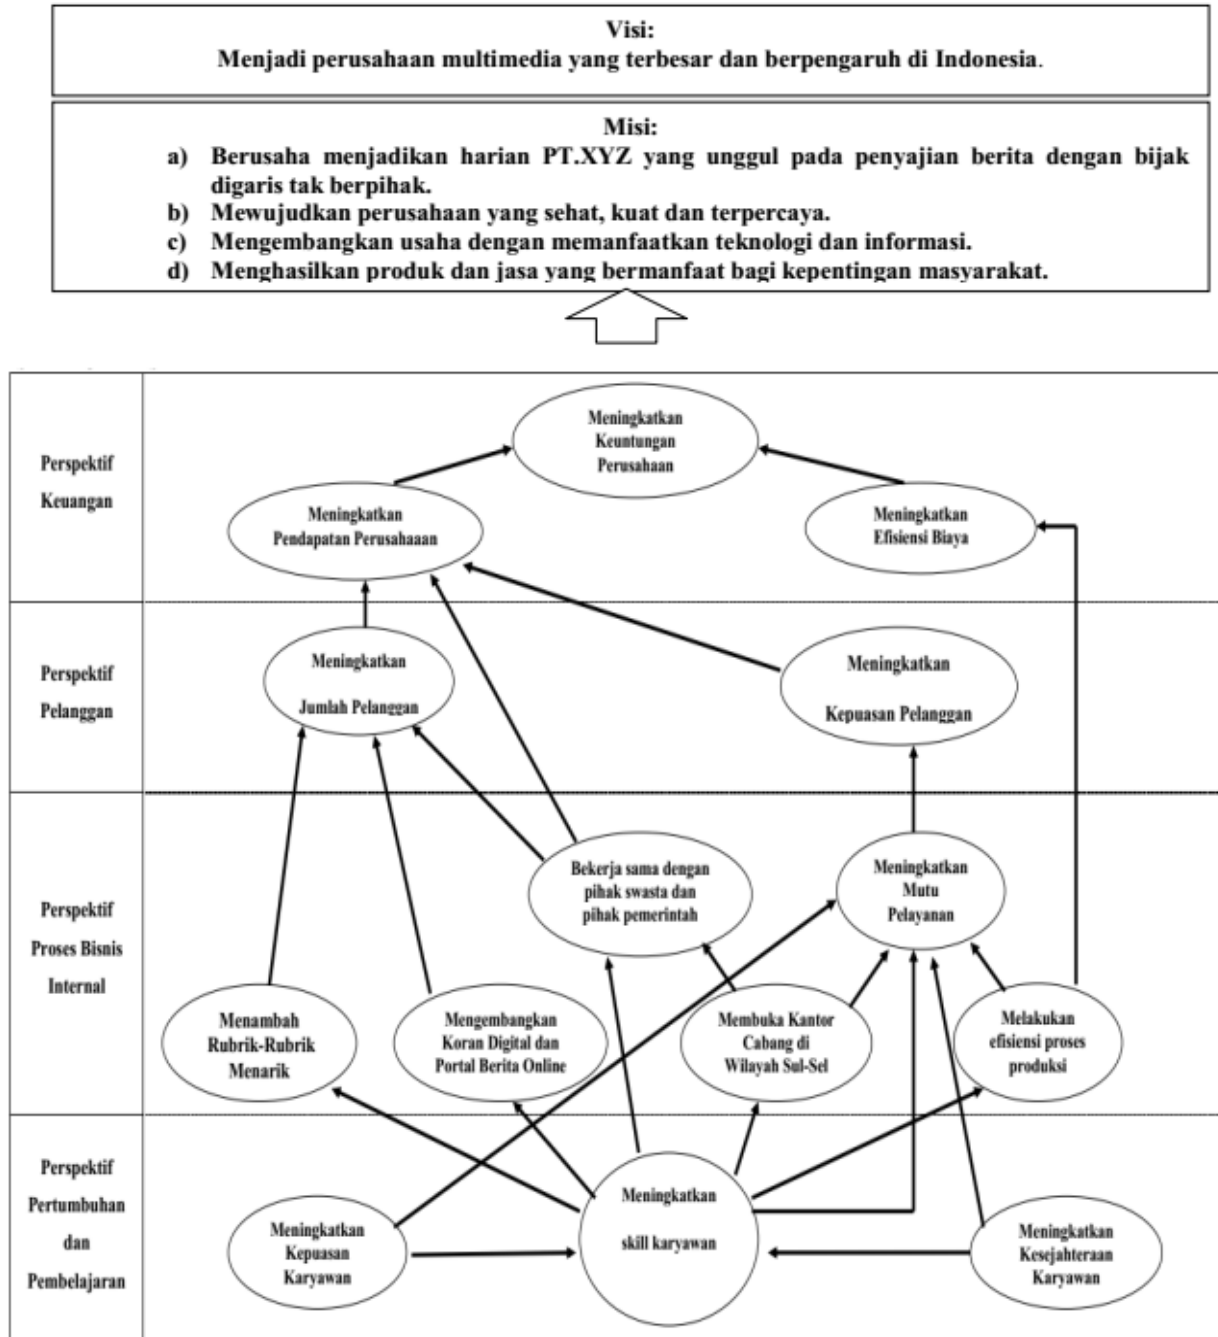 Visi:
Menjadi perusahaan multimedia yang terbesar dan berpengaruh di Indonesia.
Misi:
a) Berusaha menjadikan harian PT.XYZ yang unggul pada penyajian berita dengan bijak
digaris tak berpihak.
b) Mewujudkan perusahaan yang sehat, kuat dan terpercaya.
c) Mengembangkan usaha dengan memanfaatkan teknologi dan informasi.
d) Menghasilkan produk dan jasa yang bermanfaat bagi kepentingan masyarakat.
Perspektif
Keuangan
Meningkatkan
Keuntungan
Perusahaan
Meningkatkan
Pendapatan Perusahaaan
Meningkatkan
Efisiensi Biaya
Perspektif
Pelanggan
Meningkatkan
Jumlah Pelanggan
Meningkatkan
Kepuasan Pelanggan
Perspektif
Proses Bisnis
Internal
Bekerja sama dengan
pihak swasta dan
pihak pemerintah
Meningkatkan
Mutu
Pelayanan
Menambah
Rubrik-Rubrik
Menarik
Mengembangkan
Koran Digital dan
Portal Berita Online
Membuka Kantor
Cabang di
Wilayah Sul-Sel
Melakukan
efisiensi proses
produksi
Perspektif
Pertumbuhan
dan
Pembelajaran
Meningkatkan
Kepuasan
Karyawan
Meningkatkan
skill karyawan
Meningkatkan
Kesejahteraan
Karyawan